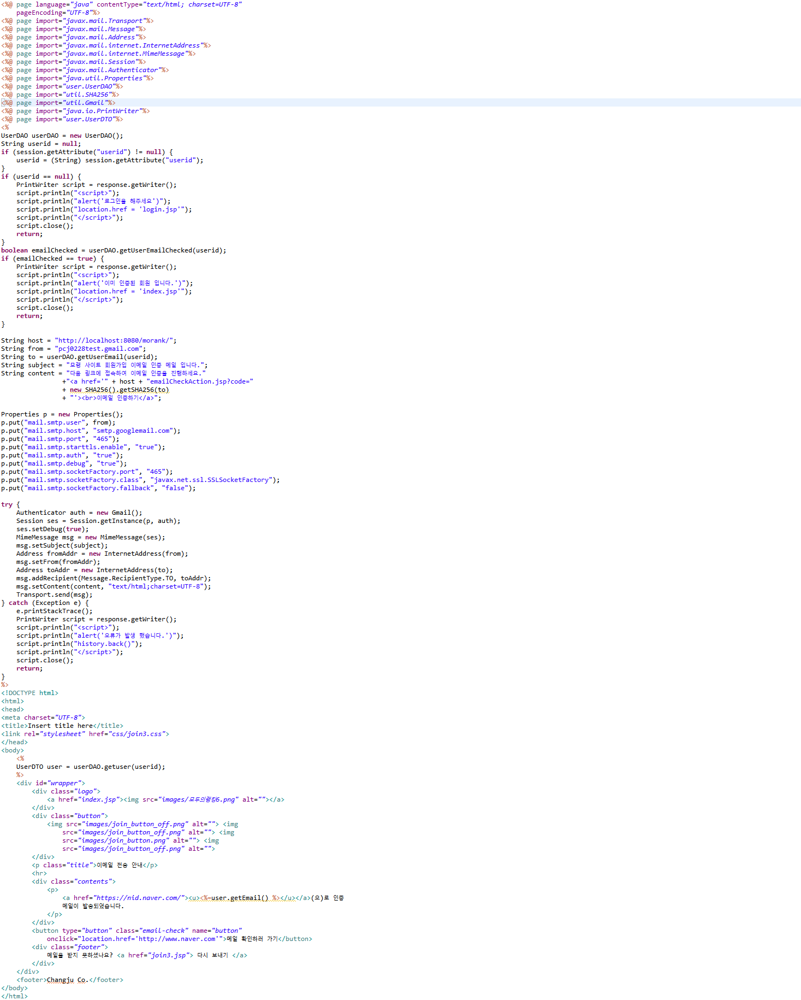 <%@ page language="java" contentType="text/html; charset=UTF-8"
    pageEncoding="UTF-8"%>
<%@ page import="javax.mail.Transport"%>
<%@ page import="javax.mail.Message"%>
<%@ page import="javax.mail.Address"%>
<%@ page import="javax.mail.internet.InternetAddress"%>
<%@ page import="javax.mail.internet.MimeMessage"%>
<%@ page import="javax.mail.Session"%>
<%@ page import="javax.mail.Authenticator"%>
<%@ page import="java.util.Properties"%>
<%@ page import="user.UserDAO"%>
<%@ page import="util.SHA256"%>
<%@ page import="util.Gmail"%>
<%@ page import="java.io.PrintWriter"%>
<%@ page import="user.UserDTO"%>
<%
UserDAO userDAO = new UserDAO();
String userid = null;
if (session.getAttribute("userid") != null) {
    userid = (String) session.getAttribute("userid");
}
if (userid == null) {
    PrintWriter script = response.getWriter();
    script.println("<script>");
    script.println("alert('로그인을 해주세요')");
    script.println("location.href = 'login.jsp'");
    script.println("</script>");
    script.close();
    return;
}
boolean emailChecked = userDAO.getUserEmailChecked(userid);
if (emailChecked == true) {
    PrintWriter script = response.getWriter();
    script.println("<script>");
    script.println("alert('이미 인증된 회원 입니다.')");
    script.println("location.href = 'index.jsp'");
    script.println("</script>");
    script.close();
    return;
}
String host = "http://localhost:8080/morank/";
String from = "pcj0228test.gmail.com";
String to = userDAO.getUserEmail(userid);
String subject = "모랭 사이트 회원가입 이메일 인증 메일 입니다.";
String content = "다음 링크에 접속하여 이메일 인증을 진행하세요."
                +"<a href='" + host + "emailCheckAction.jsp?code="
                + new SHA256().getSHA256(to)
                + "'><br>이메일 인증하기</a>";
Properties p = new Properties();
p.put("mail.smtp.user", from);
p.put("mail.smtp.host", "smtp.googlemail.com");
p.put("mail.smtp.port", "465");
p.put("mail.smtp.starttls.enable", "true");
p.put("mail.smtp.auth", "true");
p.put("mail.smtp.debug", "true");
p.put("mail.smtp.socketFactory.port", "465");
p.put("mail.smtp.socketFactory.class", "javax.net.ssl.SSLSocketFactory");
p.put("mail.smtp.socketFactory.fallback", "false");
try {
    Authenticator auth = new Gmail();
    Session ses = Session.getInstance(p, auth);
    ses.setDebug(true);
    MimeMessage msg = new MimeMessage(ses);
    msg.setSubject(subject);
    Address fromAddr = new InternetAddress(from);
    msg.setFrom(fromAddr);
    Address toAddr = new InternetAddress(to);
    msg.addRecipient(Message.RecipientType.TO, toAddr);
    msg.setContent(content, "text/html;charset=UTF-8");
    Transport.send(msg);
} catch (Exception e) {
    e.printStackTrace();
    PrintWriter script = response.getWriter();
    script.println("<script>");
    script.println("alert('오류가 발생 했습니다.')");
    script.println("history.back()");
    script.println("</script>");
    script.close();
    return;
}
%>
<!DOCTYPE html>
<html>
<head>
<meta charset="UTF-8">
<title>Insert title here</title>
<link rel="stylesheet" href="css/join3.css">
</head>
<body>
    <%
    UserDTO user = userDAO.getuser(userid);
    %>
    <div id="wrapper">
        <div class="logo">
            <a href="index.jsp"><img src="images/모두의랭킹6.png" alt=""></a>
        </div>
        <div class="button">
            <img src="images/join_button_off.png" alt=""> <img
                src="images/join_button_off.png" alt=""> <img
                src="images/join_button.png" alt=""> <img
                src="images/join_button_off.png" alt="">
        </div>
        <p class="title">이메일 전송 안내</p>
        <hr>
        <div class="contents">
            <p>
                <a href="https://nid.naver.com/"><u><%=user.getEmail() %></u></a>(으)로 인증
                메일이 발송되었습니다.
            </p>
        </div>
        <button type="button" class="email-check" name="button"
            onclick="location.href='http://www.naver.com'">메일 확인하러 가기</button>
        <div class="footer">
            메일을 받지 못하셨나요? <a href="join3.jsp"> 다시 보내기 </a>
        </div>
    </div>
    <footer>Changju Co.</footer>
</body>
</html>